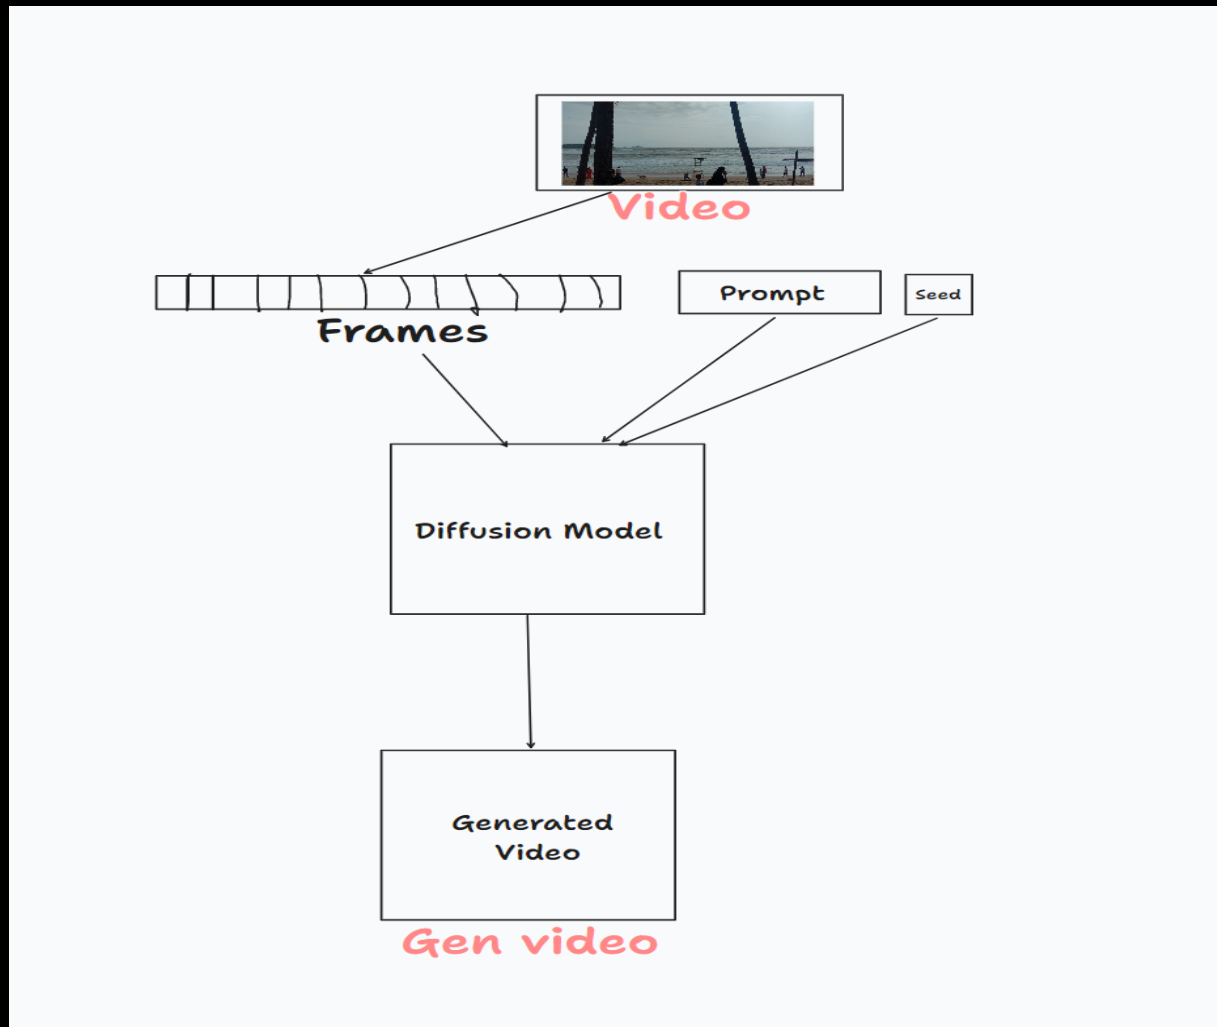 Video
Prompt
Seed
Frames
Diffusion Model
Generated
Video
Gen video